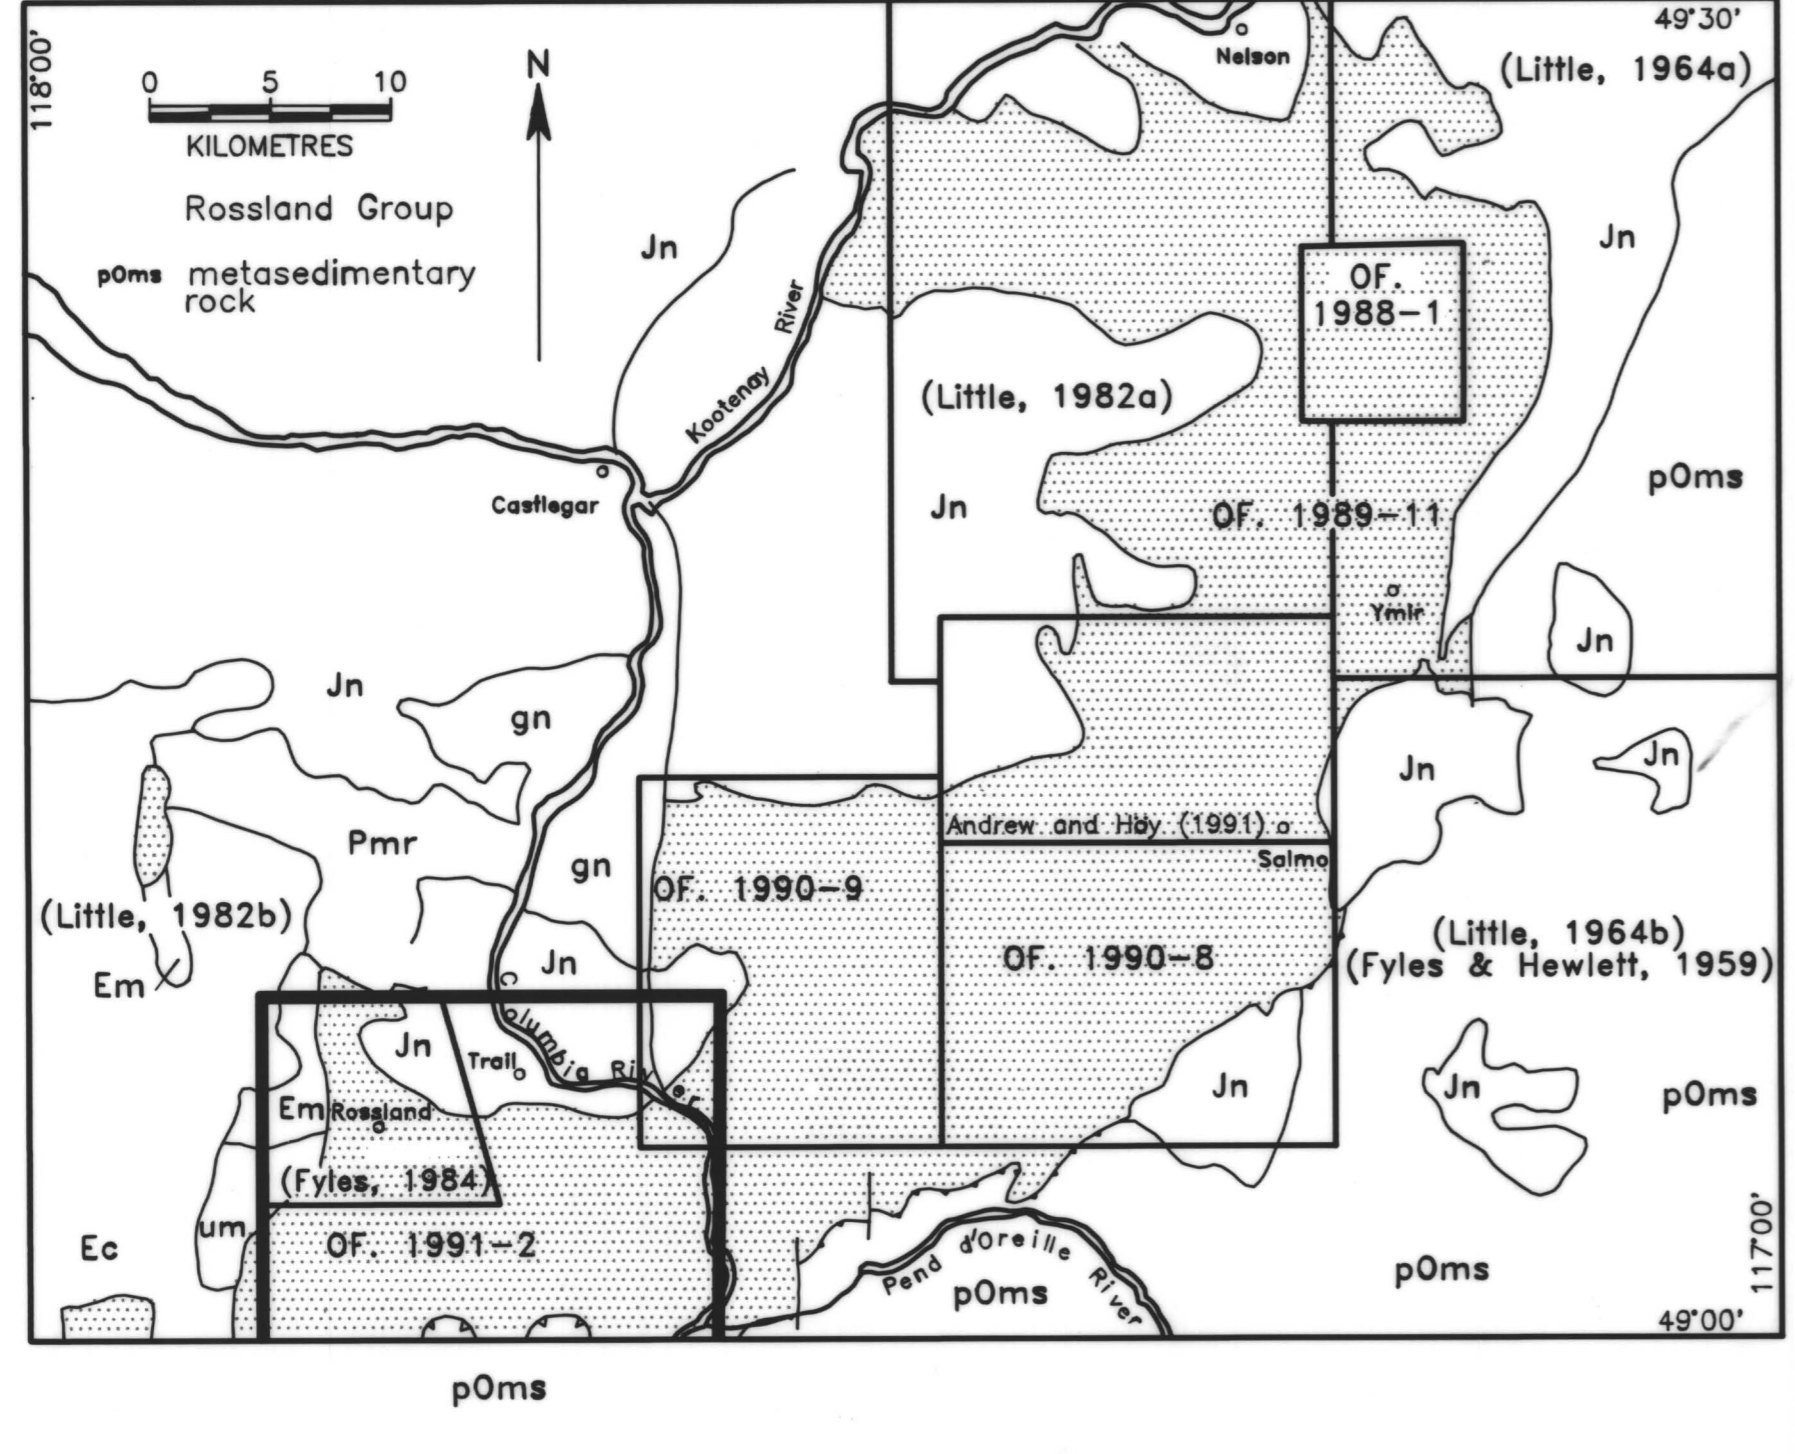 49°30'
118°00'
(Little, 1964a)
Nelson
0 5 10
KILOMETRES
N
Rossland Group
pOms metasedimentary
rock
Jn
Jn
OF.
1988-1
Kootenay River
(Little, 1982a)
pOms
Castlegar
Jn
OF. 1989-11
Ymir
Jn
Jn
gn
Jn
Jn
Pmr
Andrew and Höy (1991)
Salmo
gn
OF. 1990-9
(Little, 1982b)
(Little, 1964b)
(Fyles & Hewlett, 1959)
OF. 1990-8
Jn
Em
Columbia River
Jn
Trail
Jn
Jn
pOms
Em
Rossland
(Fyles, 1984)
um
Ec
OF. 1991-2
Pend d'Oreille River
pOms
pOms
117°00'
49°00'
pOms